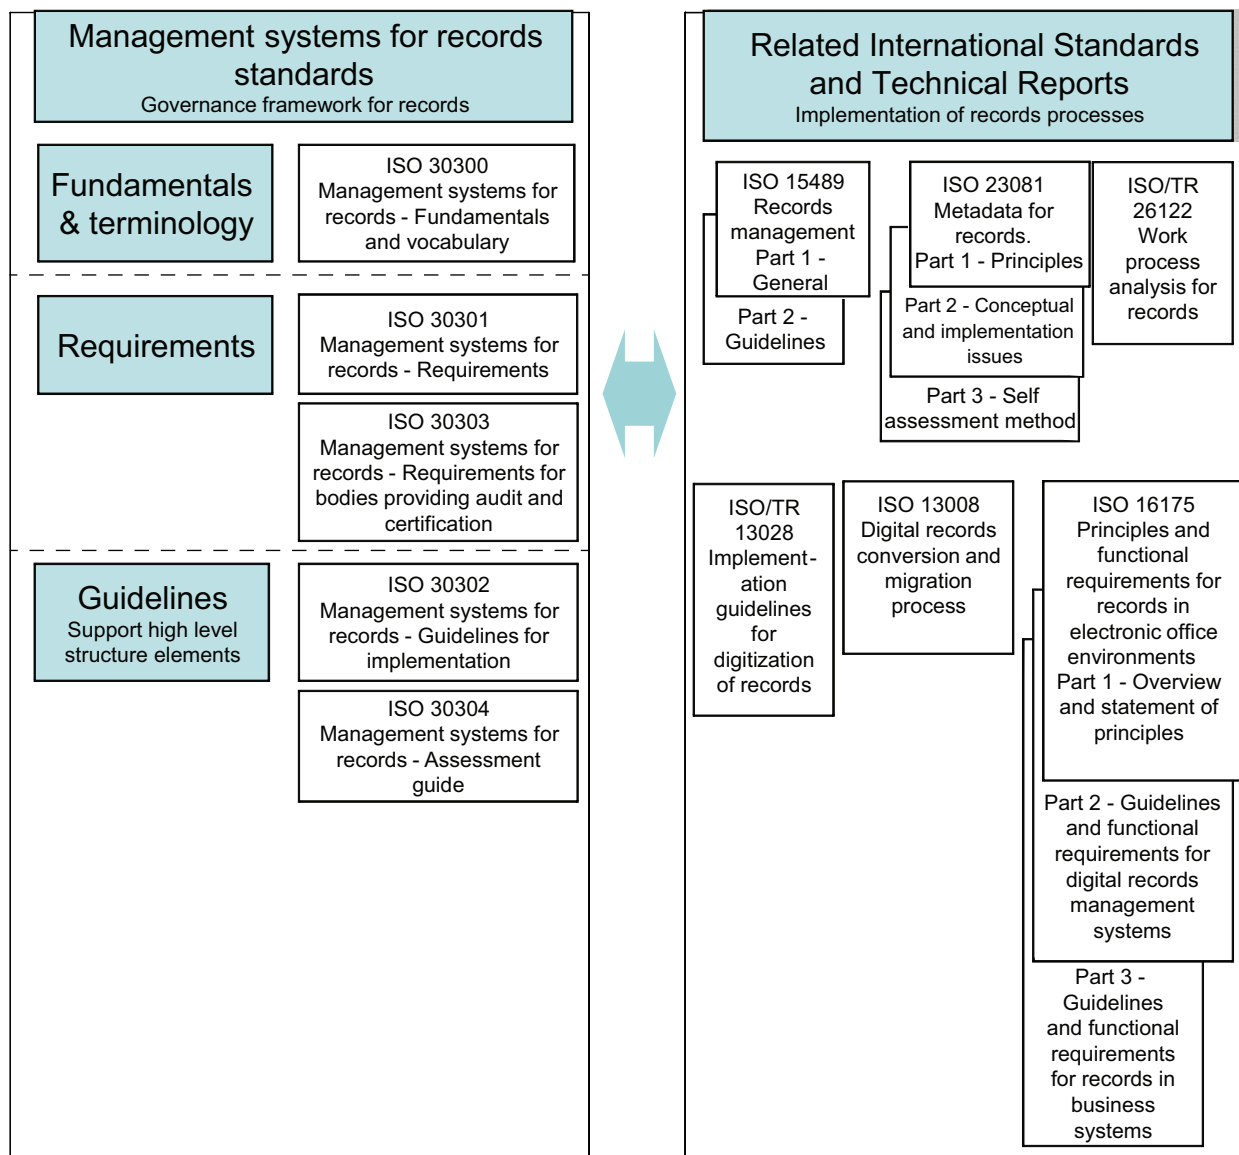 Management systems for records
standards
Governance framework for records
Fundamentals
& terminology
ISO 30300
Management systems for
records - Fundamentals
and vocabulary
Requirements
ISO 30301
Management systems for
records - Requirements
ISO 30303
Management systems for
records - Requirements for
bodies providing audit and
certification
Guidelines
Support high level
structure elements
ISO 30302
Management systems for
records - Guidelines for
implementation
ISO 30304
Management systems for
records - Assessment
guide
Related International Standards
and Technical Reports
Implementation of records processes
ISO 15489
Records
management
Part 1 -
General
Part 2 -
Guidelines
ISO 23081
Metadata for
records.
Part 1 - Principles
Part 2 - Conceptual
and implementation
issues
Part 3 - Self
assessment method
ISO/TR
26122
Work
process
analysis for
records
ISO/TR
13028
Implement-
ation
guidelines
for
digitization
of records
ISO 13008
Digital records
conversion and
migration
process
ISO 16175
Principles and
functional
requirements for
records in
electronic office
environments
Part 1 - Overview
and statement of
principles
Part 2 - Guidelines
and functional
requirements for
digital records
management
systems
Part 3 -
Guidelines
and functional
requirements
for records in
business
systems